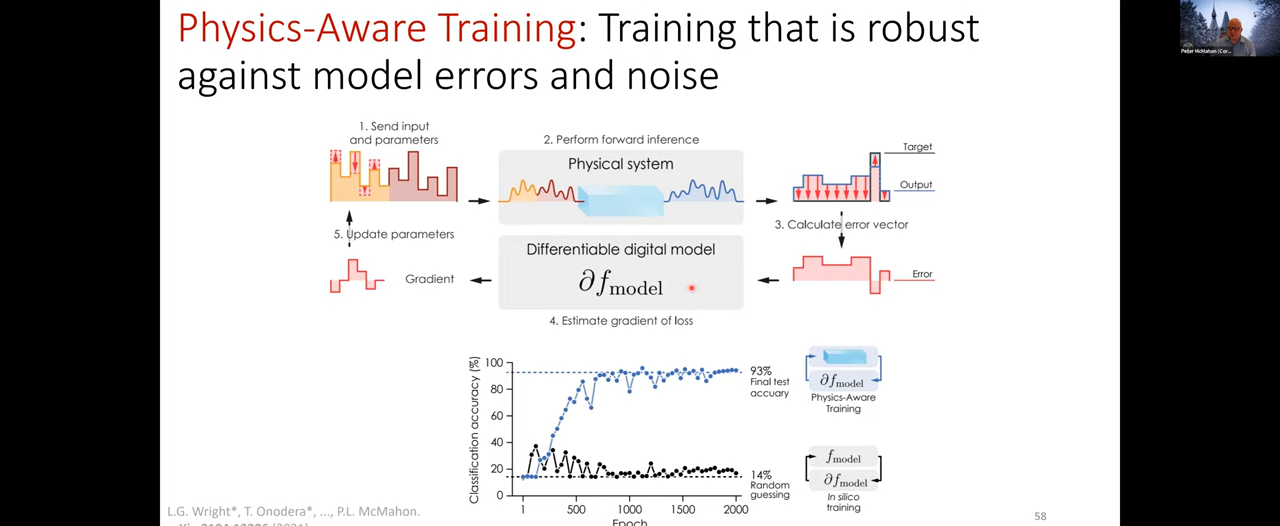 Physics-Aware Training: Training that is robust
against model errors and noise
Peter McMahon (Cor...
1. Send input
and parameters
2. Perform forward inference
Physical system
Target
Output
3. Calculate error vector
5. Update parameters
Differentiable digital model
∂f_model
Gradient
Error
4. Estimate gradient of loss
Classification accuracy (%)
100
80
60
40
20
0
1
500
1000
1500
2000
Epoch
93%
Final test
accuary
14%
Random
guessing
∂f_model
Physics-Aware
Training
f_model
∂f_model
In silico
training
L.G. Wright*, T. Onodera*, ..., P.L. McMahon.
58